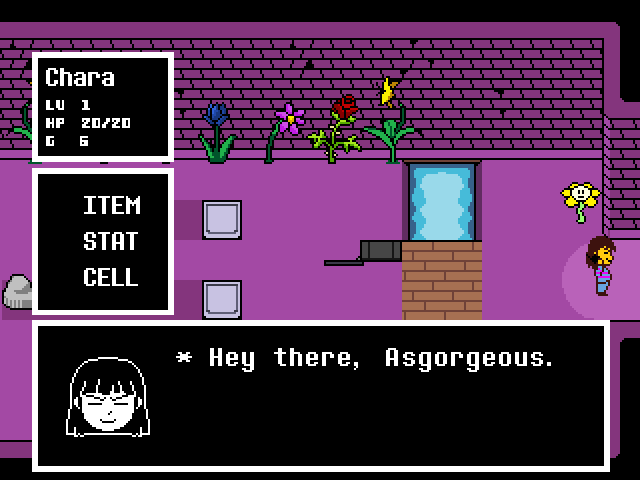 Chara
LV 1
HP 20/20
G 6
ITEM
STAT
CELL
* Hey there, Asgorgeous.